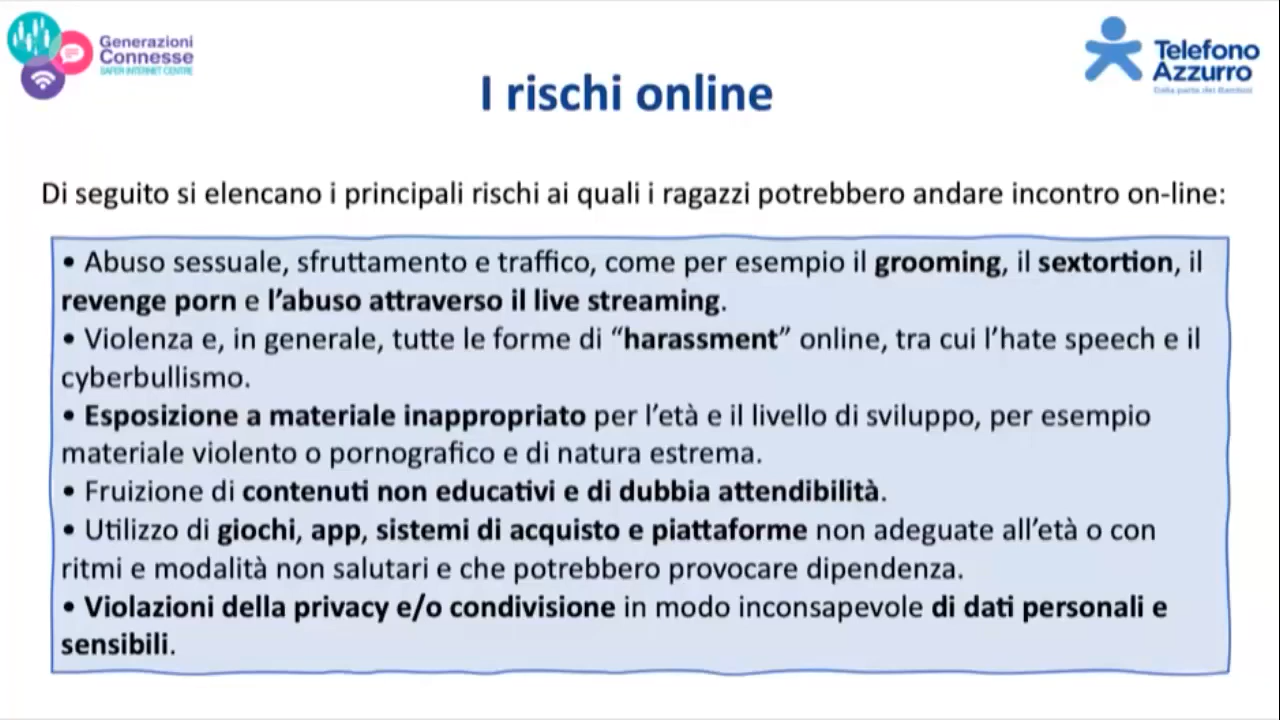 Generazioni
Connesse
SAFER INTERNET CENTRE
Telefono
Azzurro
Dalla parte dei Bambini
I rischi online
Di seguito si elencano i principali rischi ai quali i ragazzi potrebbero andare incontro on-line:
• Abuso sessuale, sfruttamento e traffico, come per esempio il grooming, il sextortion, il
revenge porn e l’abuso attraverso il live streaming.
• Violenza e, in generale, tutte le forme di “harassment” online, tra cui l’hate speech e il
cyberbullismo.
• Esposizione a materiale inappropriato per l’età e il livello di sviluppo, per esempio
materiale violento o pornografico e di natura estrema.
• Fruizione di contenuti non educativi e di dubbia attendibilità.
• Utilizzo di giochi, app, sistemi di acquisto e piattaforme non adeguate all’età o con
ritmi e modalità non salutari e che potrebbero provocare dipendenza.
• Violazioni della privacy e/o condivisione in modo inconsapevole di dati personali e
sensibili.